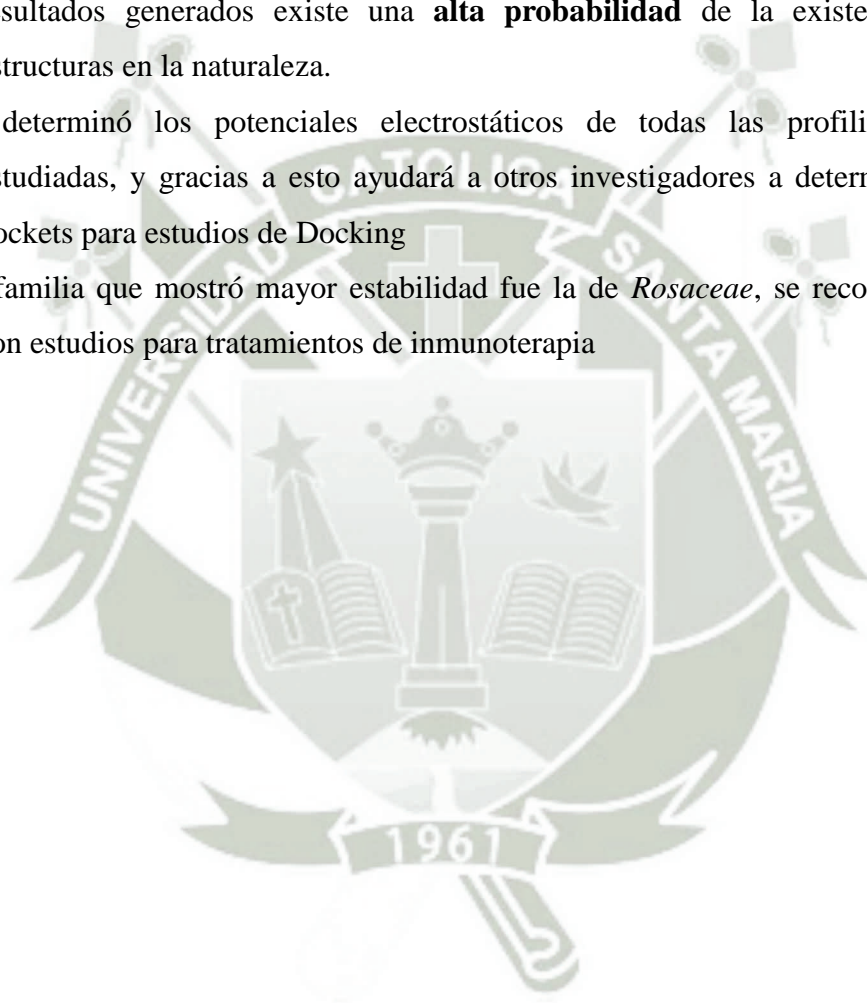 esultados generados existe una alta probabilidad de la existe
structuras en la naturaleza.
determinó los potenciales electrostáticos de todas las profili
studiadas, y gracias a esto ayudará a otros investigadores a determ
ockets para estudios de Docking
familia que mostró mayor estabilidad fue la de Rosaceae, se reco
on estudios para tratamientos de inmunoterapia
UNIVERSIDAD CATOLICA SANTA MARIA
1961